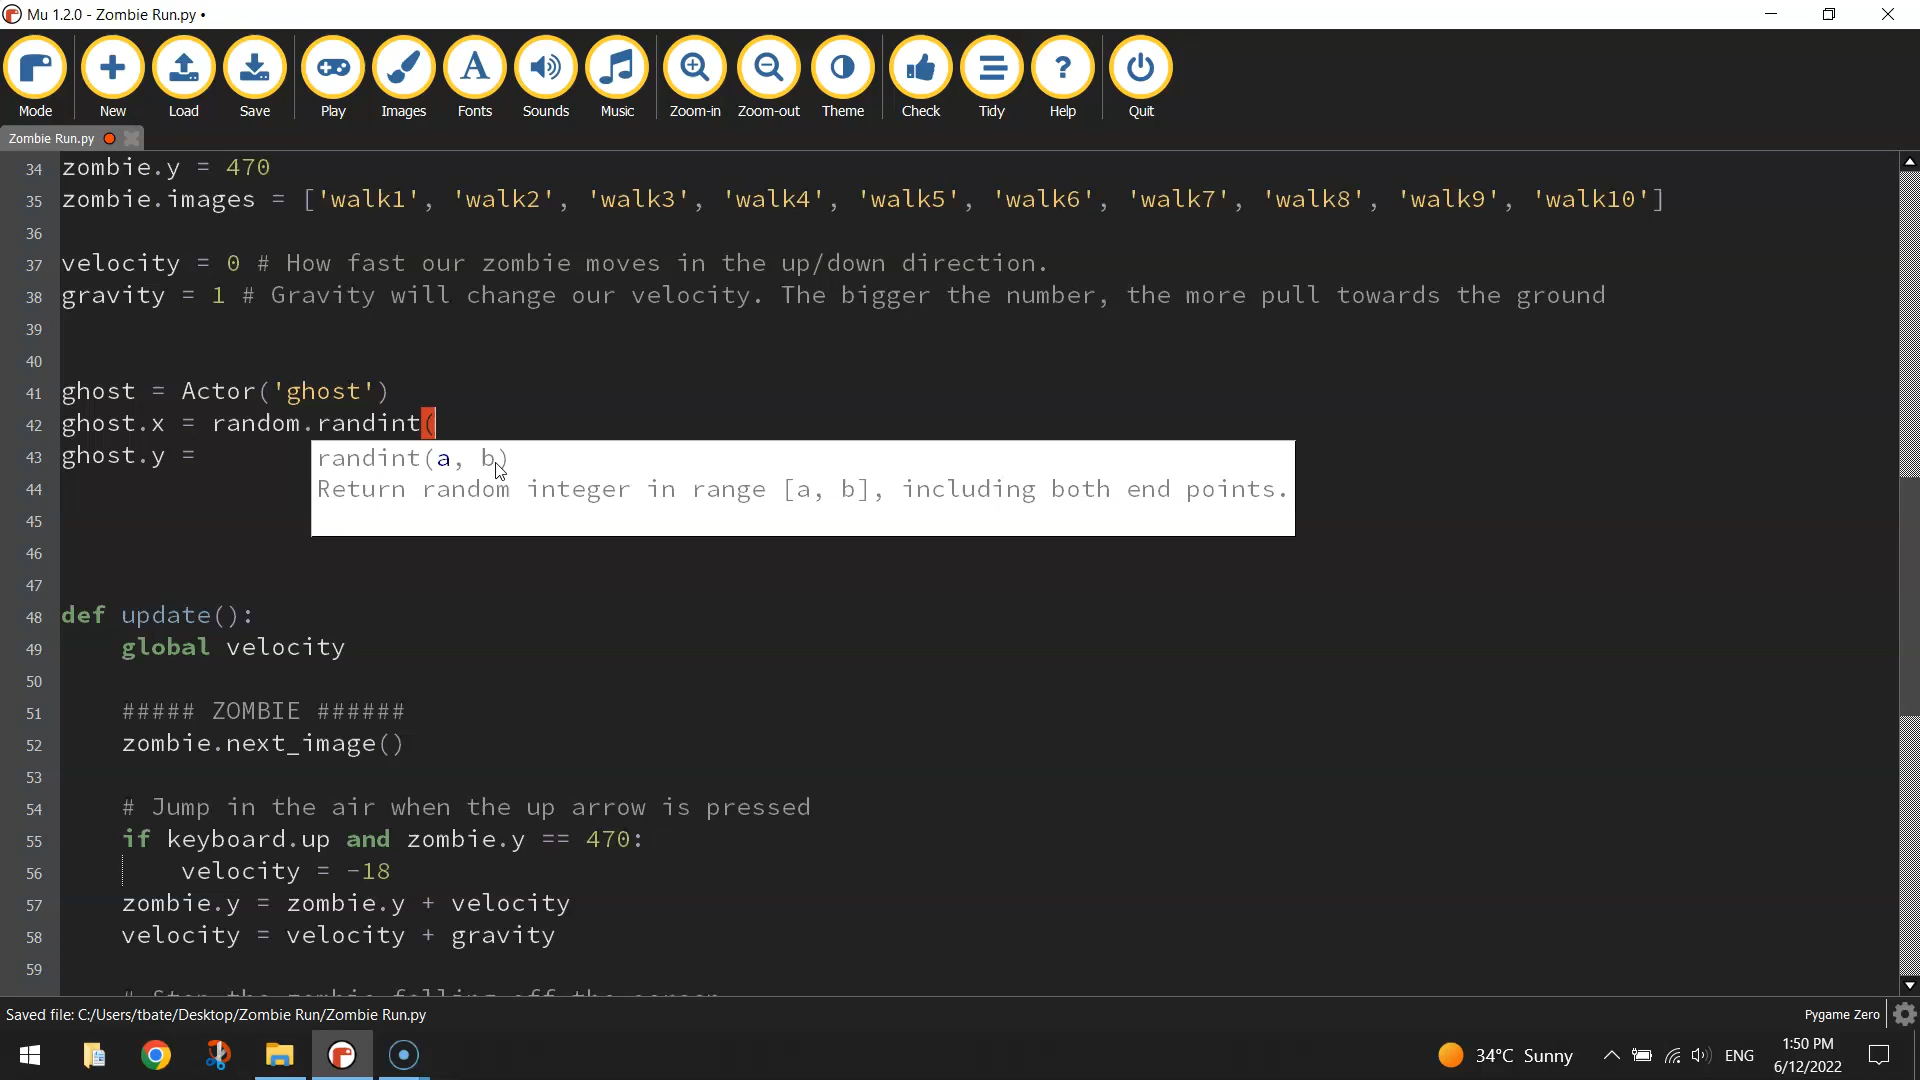 Mu 1.2.0 - Zombie Run.py •
Mode New Load Save Play Images Fonts Sounds Music Zoom-in Zoom-out Theme Check Tidy Help Quit
Zombie Run.py
34 zombie.y = 470
35 zombie.images = ['walk1', 'walk2', 'walk3', 'walk4', 'walk5', 'walk6', 'walk7', 'walk8', 'walk9', 'walk10']
36
37 velocity = 0 # How fast our zombie moves in the up/down direction.
38 gravity = 1 # Gravity will change our velocity. The bigger the number, the more pull towards the ground
39
40
41 ghost = Actor('ghost')
42 ghost.x = random.randint(
43 ghost.y =
randint(a, b)
44
Return random integer in range [a, b], including both end points.
45
46
47
48 def update():
49 global velocity
50
51 ##### ZOMBIE ######
52 zombie.next_image()
53
54 # Jump in the air when the up arrow is pressed
55 if keyboard.up and zombie.y == 470:
56 velocity = -18
57 zombie.y = zombie.y + velocity
58 velocity = velocity + gravity
59
# Stop the zombie falling off the screen
Saved file: C:/Users/tbate/Desktop/Zombie Run/Zombie Run.py
Pygame Zero
34°C Sunny
ENG
1:50 PM
6/12/2022